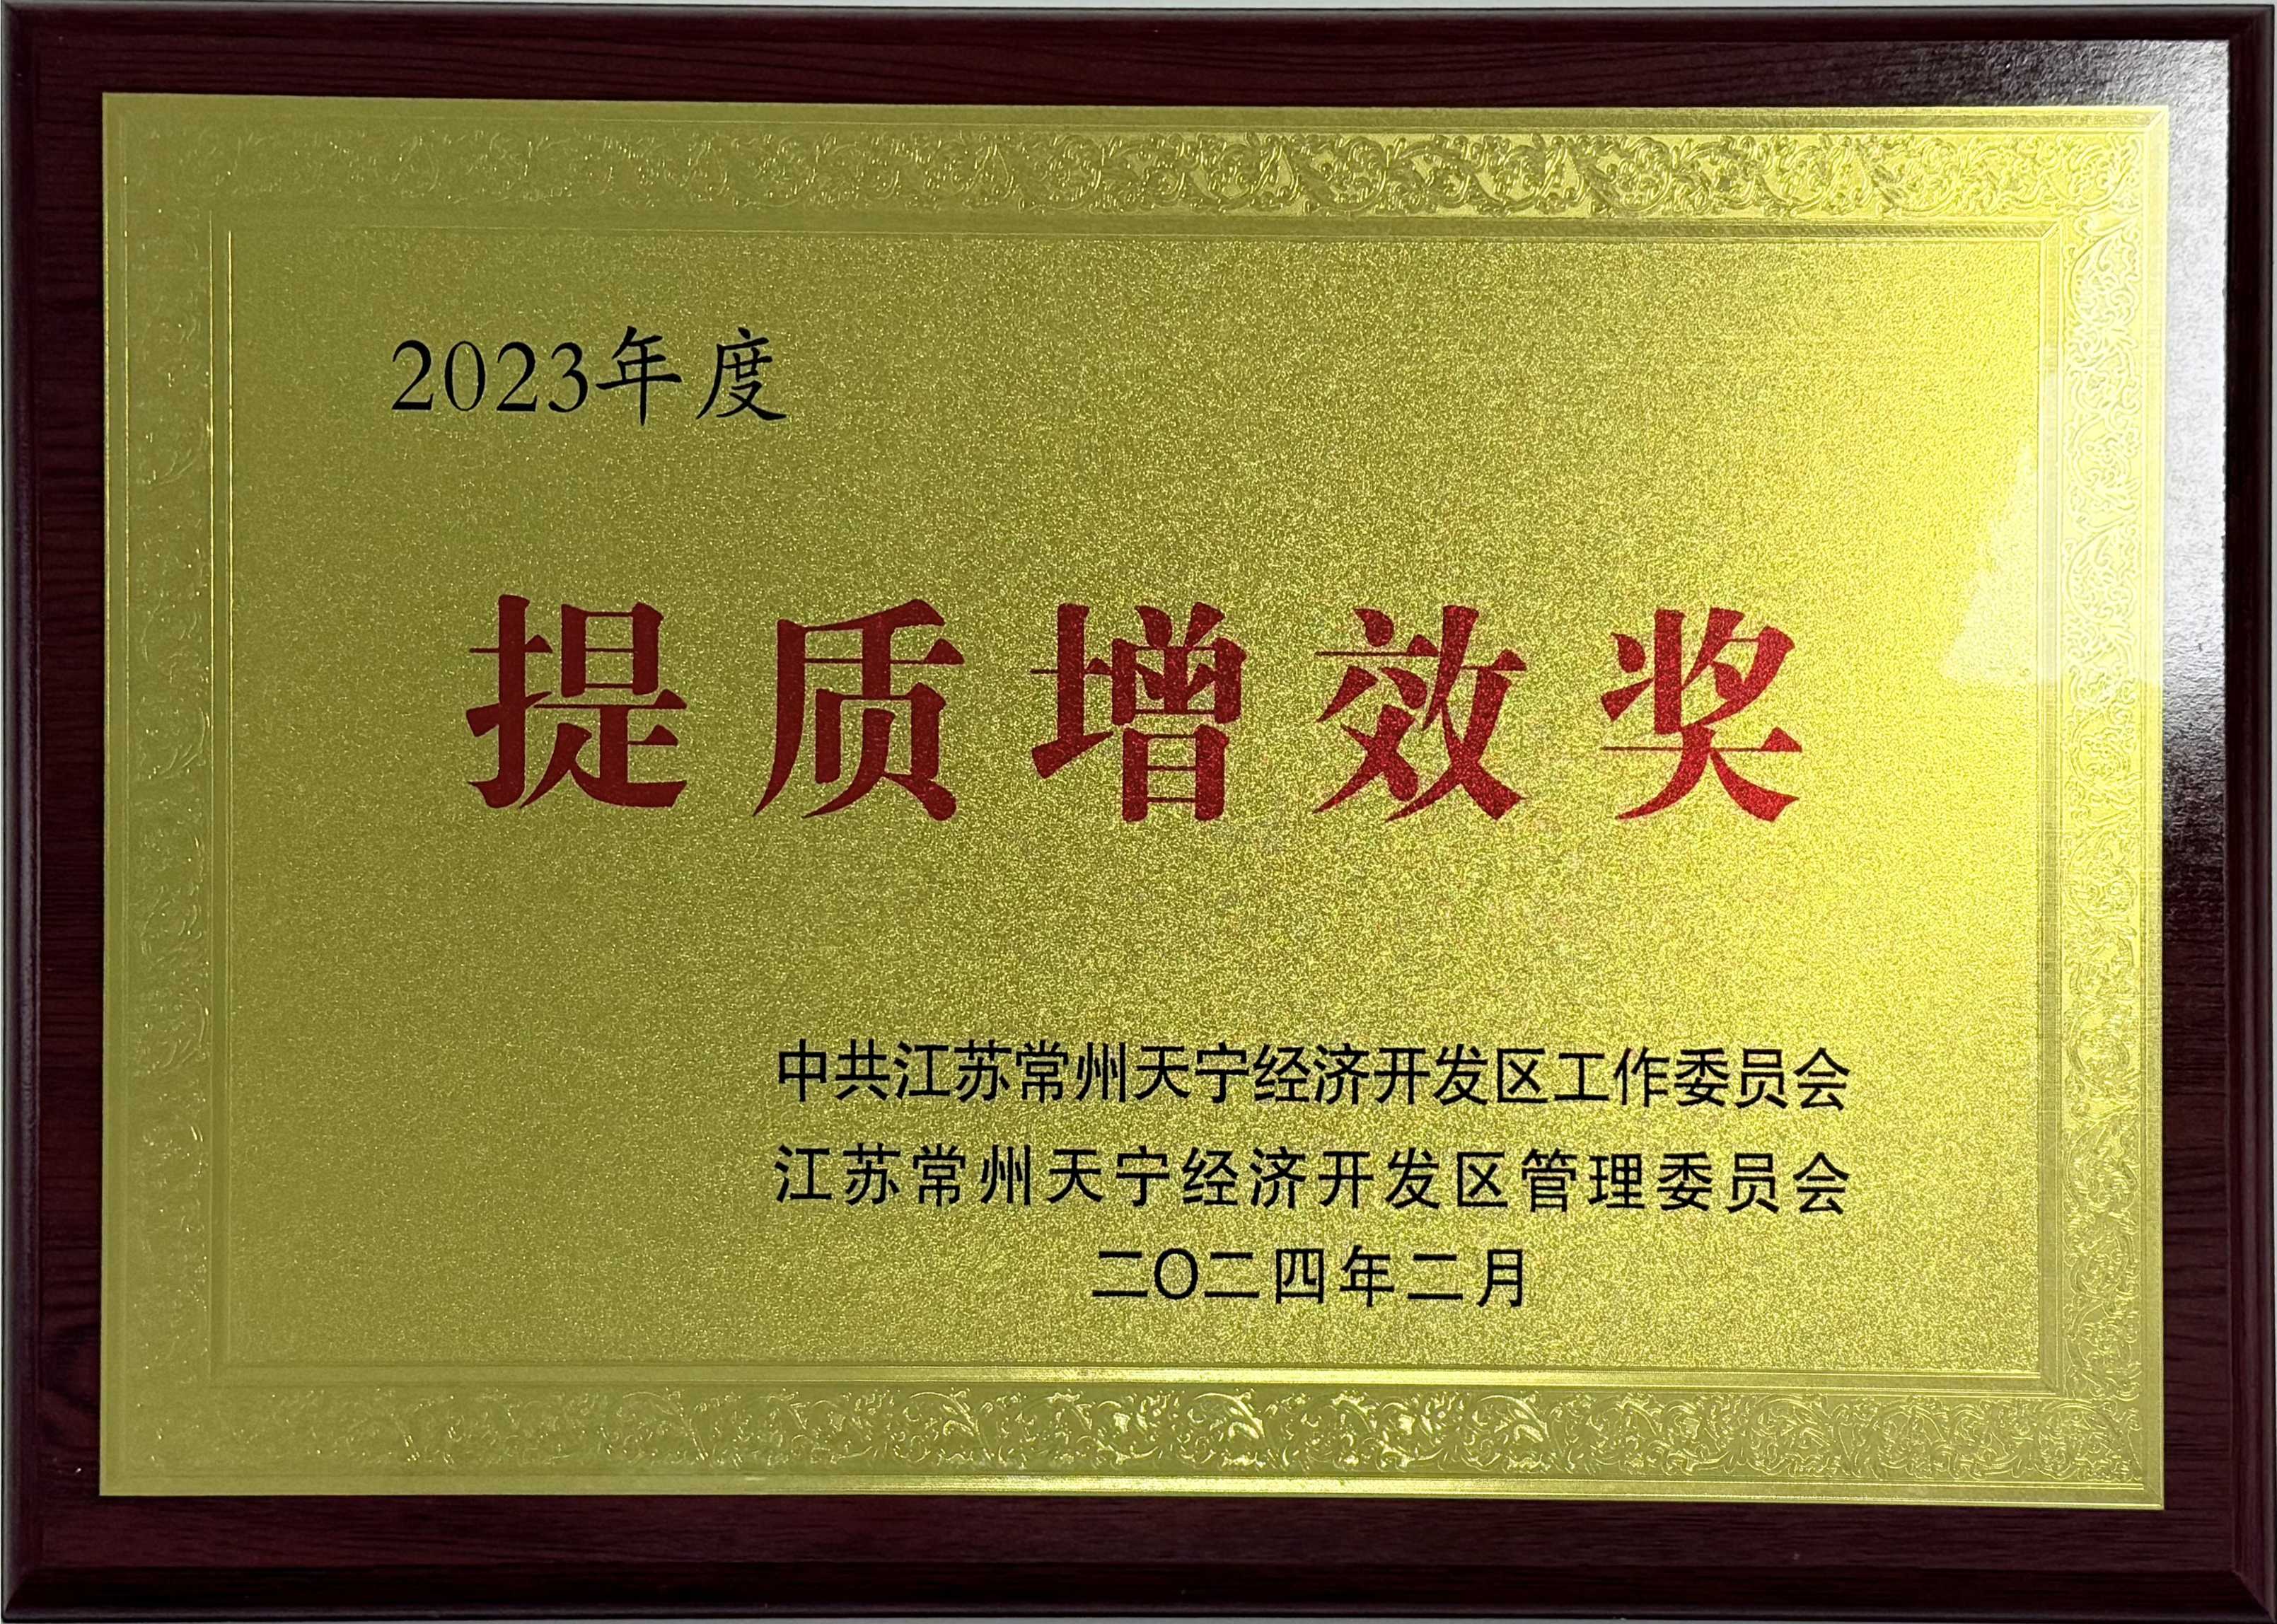 2023年度
提质增效奖
中共江苏常州天宁经济开发区工作委员会
江苏常州天宁经济开发区管理委员会
二〇二四年二月